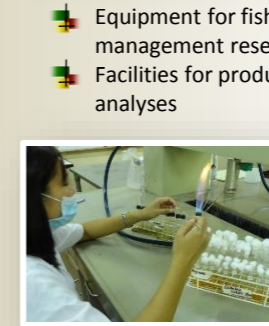 Equipment for fish
management rese
Facilities for produ
analyses